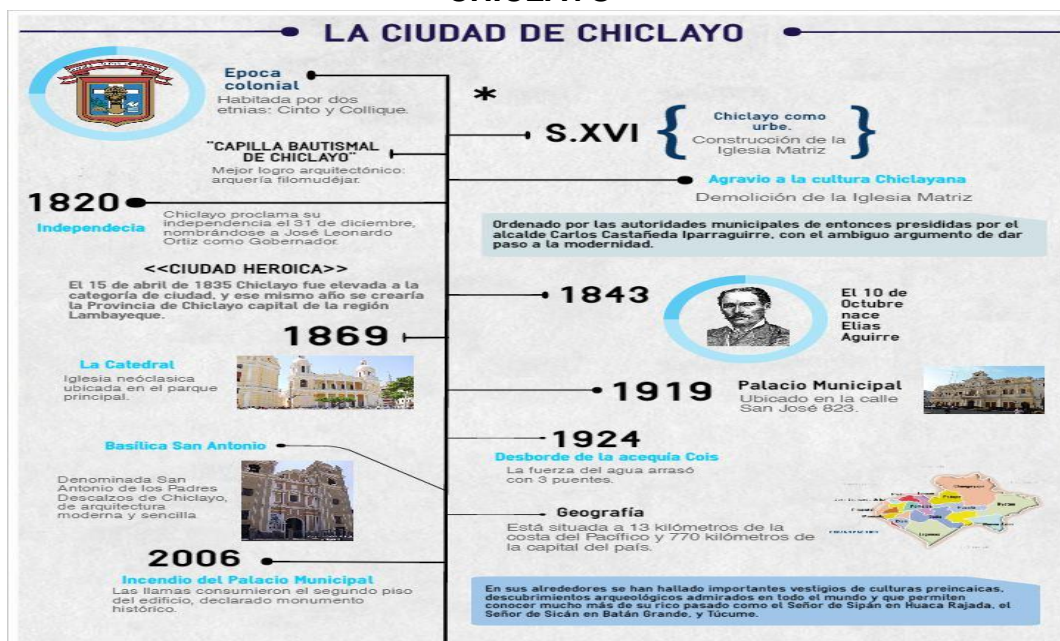 LA CIUDAD DE CHICLAYO
Epoca
colonial
Habitada por dos
etnias: Cinto y Collique.
*
S.XVI
Chiclayo como
urbe.
Construcción de la
Iglesia Matriz
"CAPILLA BAUTISMAL
DE CHICLAYO"
Mejor logro arquitectónico:
arquería filomudéjar.
Agravio a la cultura Chiclayana
Demolición de la Iglesia Matriz
1820
Independecia
Chiclayo proclama su
independencia el 31 de diciembre,
nombrándose a José Leonardo
Ortiz como Gobernador.
Ordenado por las autoridades municipales de entonces presididas por el
alcalde Carlos Castañeda Iparraguirre, con el ambiguo argumento de dar
paso a la modernidad.
<<CIUDAD HEROICA>>
El 15 de abril de 1835 Chiclayo fue elevada a la
categoría de ciudad, y ese mismo año se crearía
la Provincia de Chiclayo capital de la región
Lambayeque.
1843
El 10 de
Octubre
nace
Elias
Aguirre
1869
La Catedral
Iglesia neóclasica
ubicada en el parque
principal.
1919
Palacio Municipal
Ubicado en la calle
San José 823.
1924
Desborde de la acequía Cois
La fuerza del agua arrasó
con 3 puentes.
Basílica San Antonio
Denominada San
Antonio de los Padres
Descalzos de Chiclayo,
de arquitectura
moderna y sencilla
Geografía
Está situada a 13 kilómetros de la
costa del Pacífico y 770 kilómetros de
la capital del país.
2006
Incendio del Palacio Municipal
Las llamas consumieron el segundo piso
del edificio, declarado monumento
histórico.
En sus alrededores se han hallado importantes vestigios de culturas preincaicas,
descubrimientos arqueológicos admirados en todo el mundo y que permiten
conocer mucho más de su rico pasado como el Señor de Sipán en Huaca Rajada, el
Señor de Sicán en Batán Grande, y Túcume.